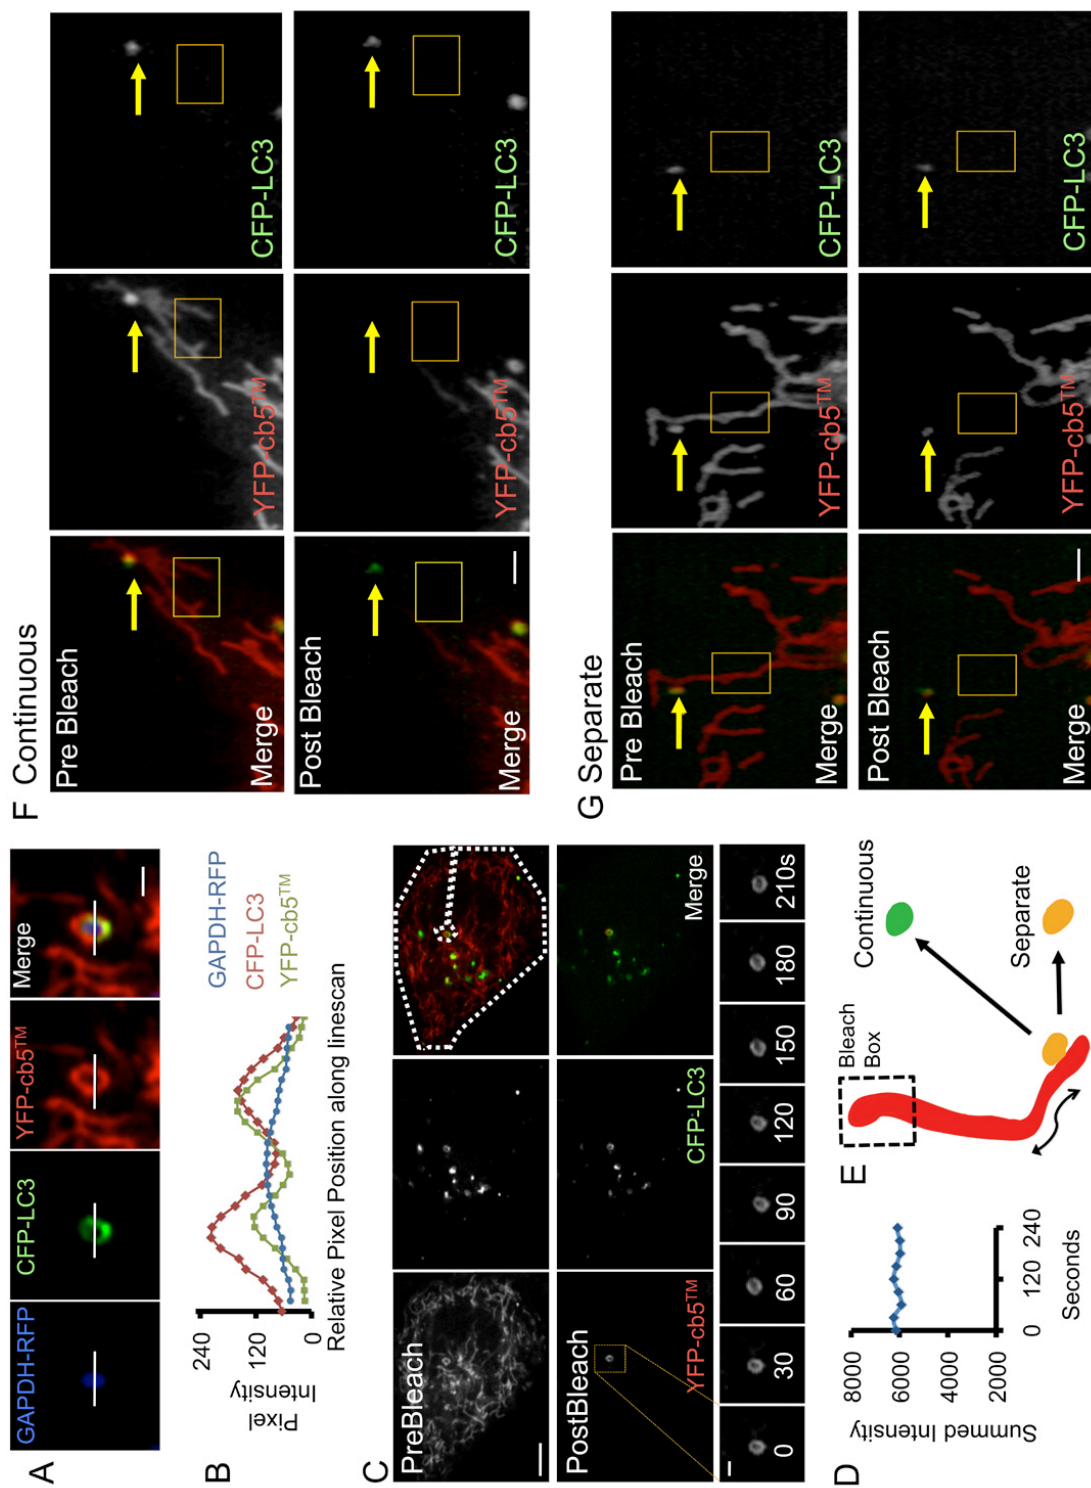 A
GAPDH-RFP
CFP-LC3
YFP-cb5TM
Merge
B
240
120
0
Pixel
Intensity
Relative Pixel Position along linescan
GAPDH-RFP
CFP-LC3
YFP-cb5TM
C
PreBleach
PostBleach
YFP-cb5TM
CFP-LC3
Merge
0
30
60
90
120
150
180
210s
D
8000
6000
4000
2000
Summed Intensity
0
120
240
Seconds
E
Bleach
Box
Continuous
Separate
F Continuous
Pre Bleach
Merge
YFP-cb5TM
CFP-LC3
Post Bleach
Merge
YFP-cb5TM
CFP-LC3
G Separate
Pre Bleach
Merge
YFP-cb5TM
CFP-LC3
Post Bleach
Merge
YFP-cb5TM
CFP-LC3